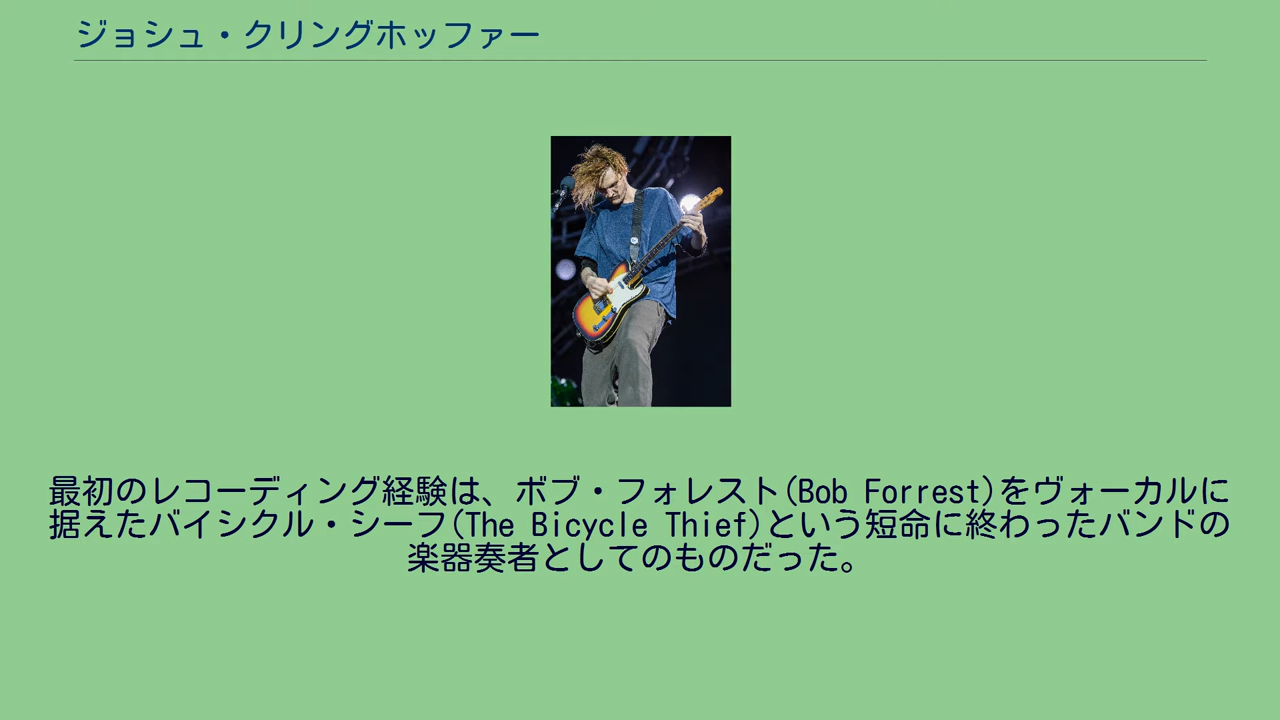 ジョシュ・クリングホッファー
最初のレコーディング経験は、ボブ・フォレスト(Bob Forrest)をヴォーカルに
据えたバイシクル・シーフ(The Bicycle Thief)という短命に終わったバンドの
楽器奏者としてのものだった。